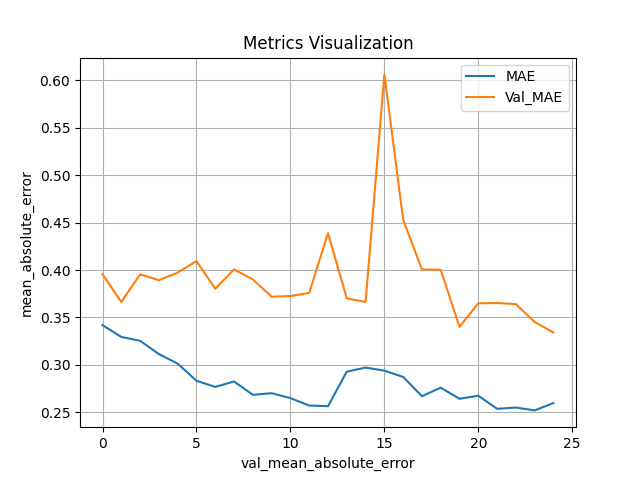 Metrics Visualization
MAE
Val_MAE
mean_absolute_error
0.60
0.55
0.50
0.45
0.40
0.35
0.30
0.25
0 5 10 15 20 25
val_mean_absolute_error